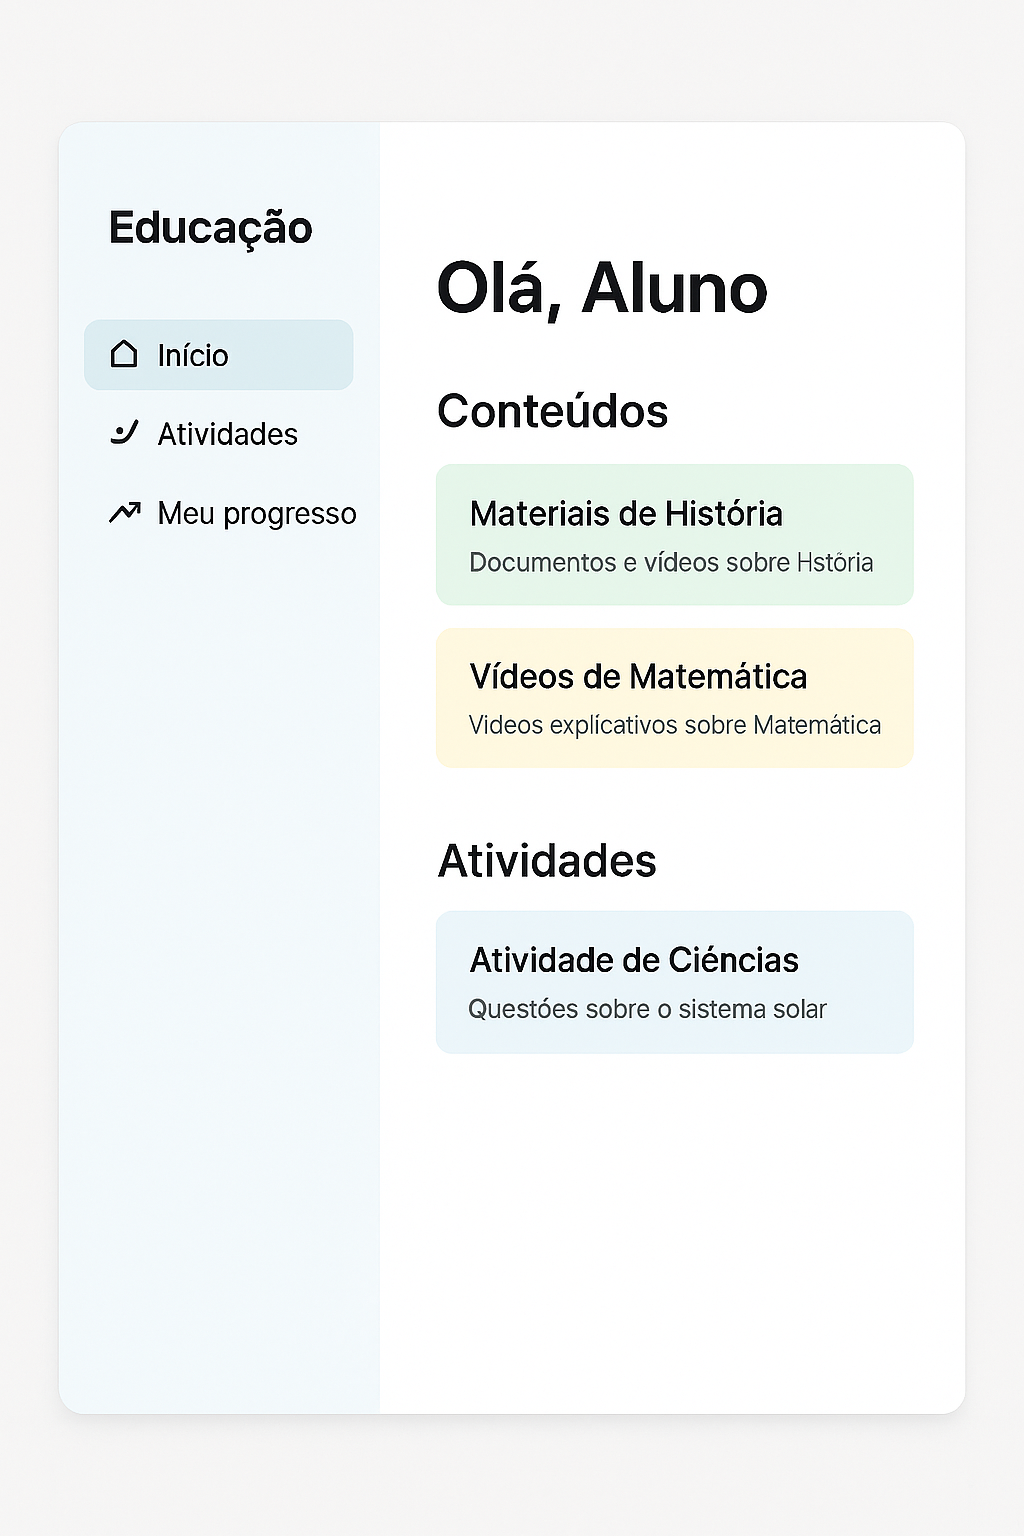 Educação
Início
Atividades
Meu progresso
Olá, Aluno
Conteúdos
Materiais de História
Documentos e vídeos sobre Hstória
Vídeos de Matemática
Videos explícativos sobre Matemática
Atividades
Atividade de Ciéncias
Questóes sobre o sistema solar